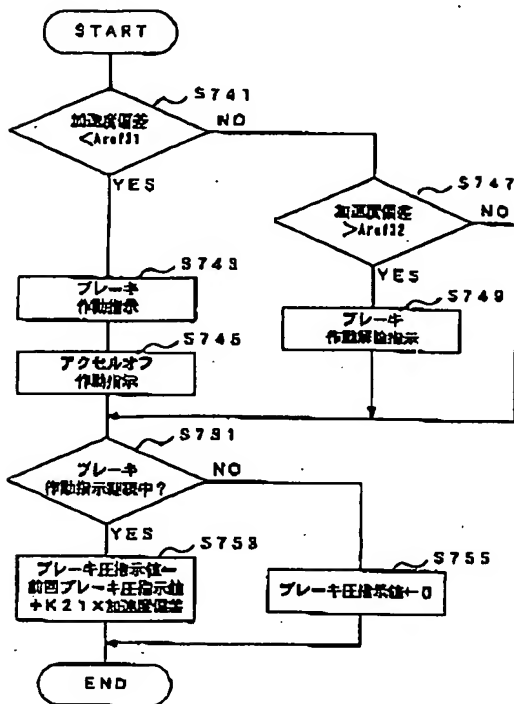 START
S741
加速度偏差
<Aref21
NO
YES
S747
加速度偏差
>Aref22
NO
YES
S743
ブレーキ
作動指示
S749
ブレーキ
作動解除指示
S745
アクセルオフ
作動指示
S751
ブレーキ
作動指示継続中?
NO
YES
S753
ブレーキ圧指示値←
前回ブレーキ圧指示値
+K21×加速度偏差
S755
ブレーキ圧指示値←0
END